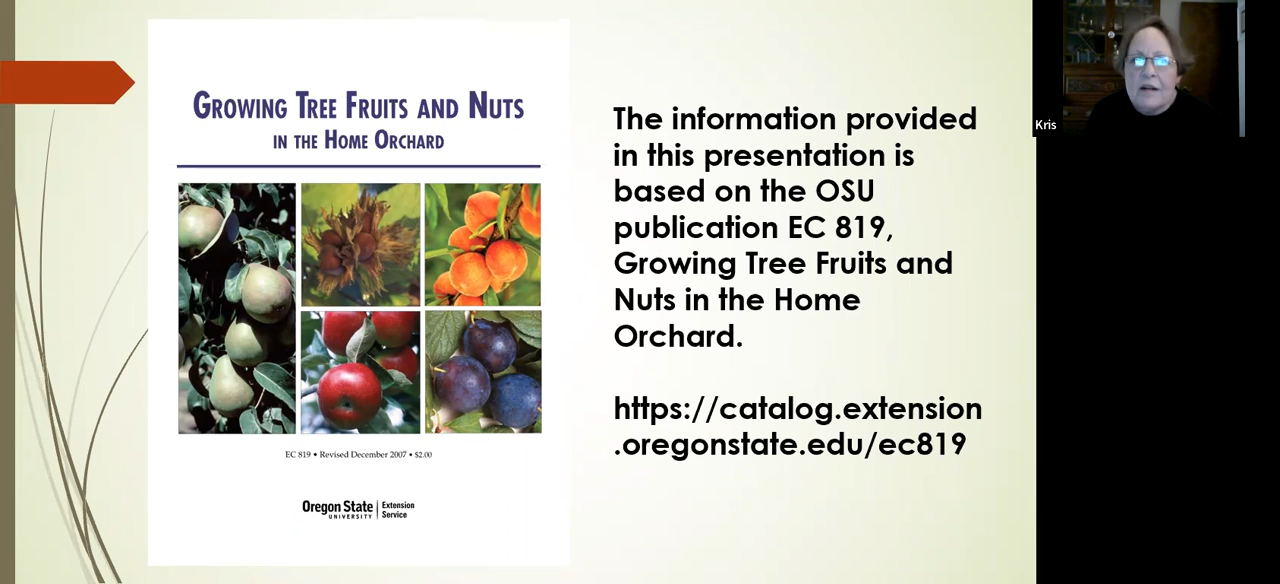 GROWING TREE FRUITS AND NUTS
IN THE HOME ORCHARD
EC 819 • Revised December 2007 • $2.00
Oregon State
UNIVERSITY
Extension
Service
The information provided
in this presentation is
based on the OSU
publication EC 819,
Growing Tree Fruits and
Nuts in the Home
Orchard.
https://catalog.extension
.oregonstate.edu/ec819
Kris